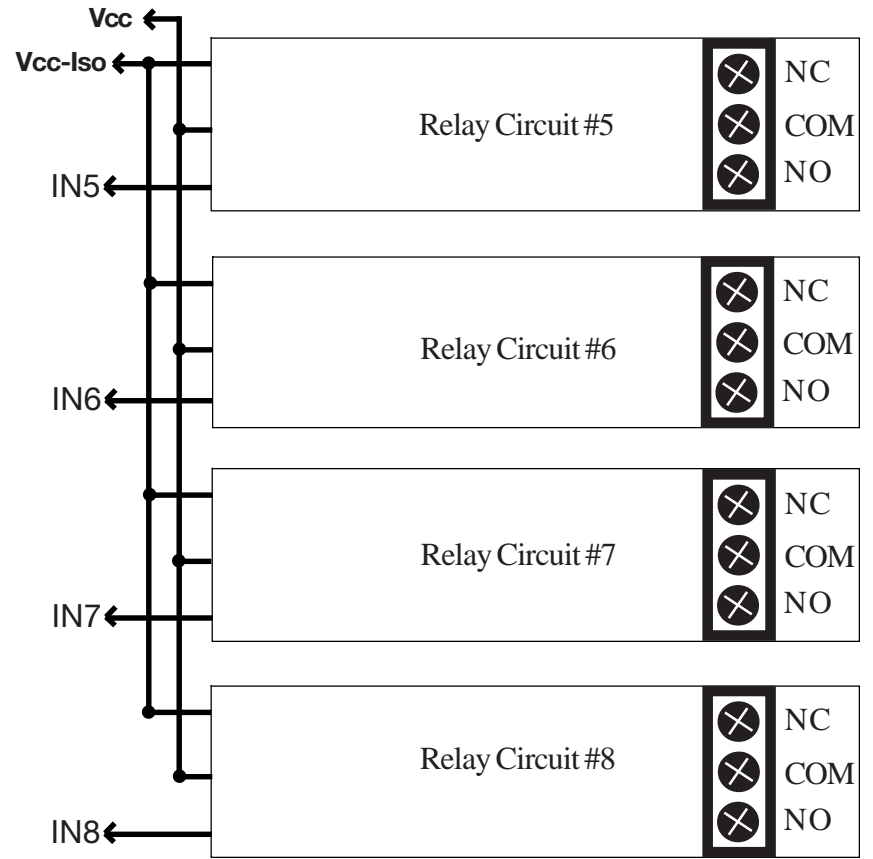 Vcc
Vcc-Iso
NC
Relay Circuit #5
COM
IN5
NO
NC
Relay Circuit #6
COM
IN6
NO
NC
Relay Circuit #7
COM
IN7
NO
NC
Relay Circuit #8
COM
IN8
NO